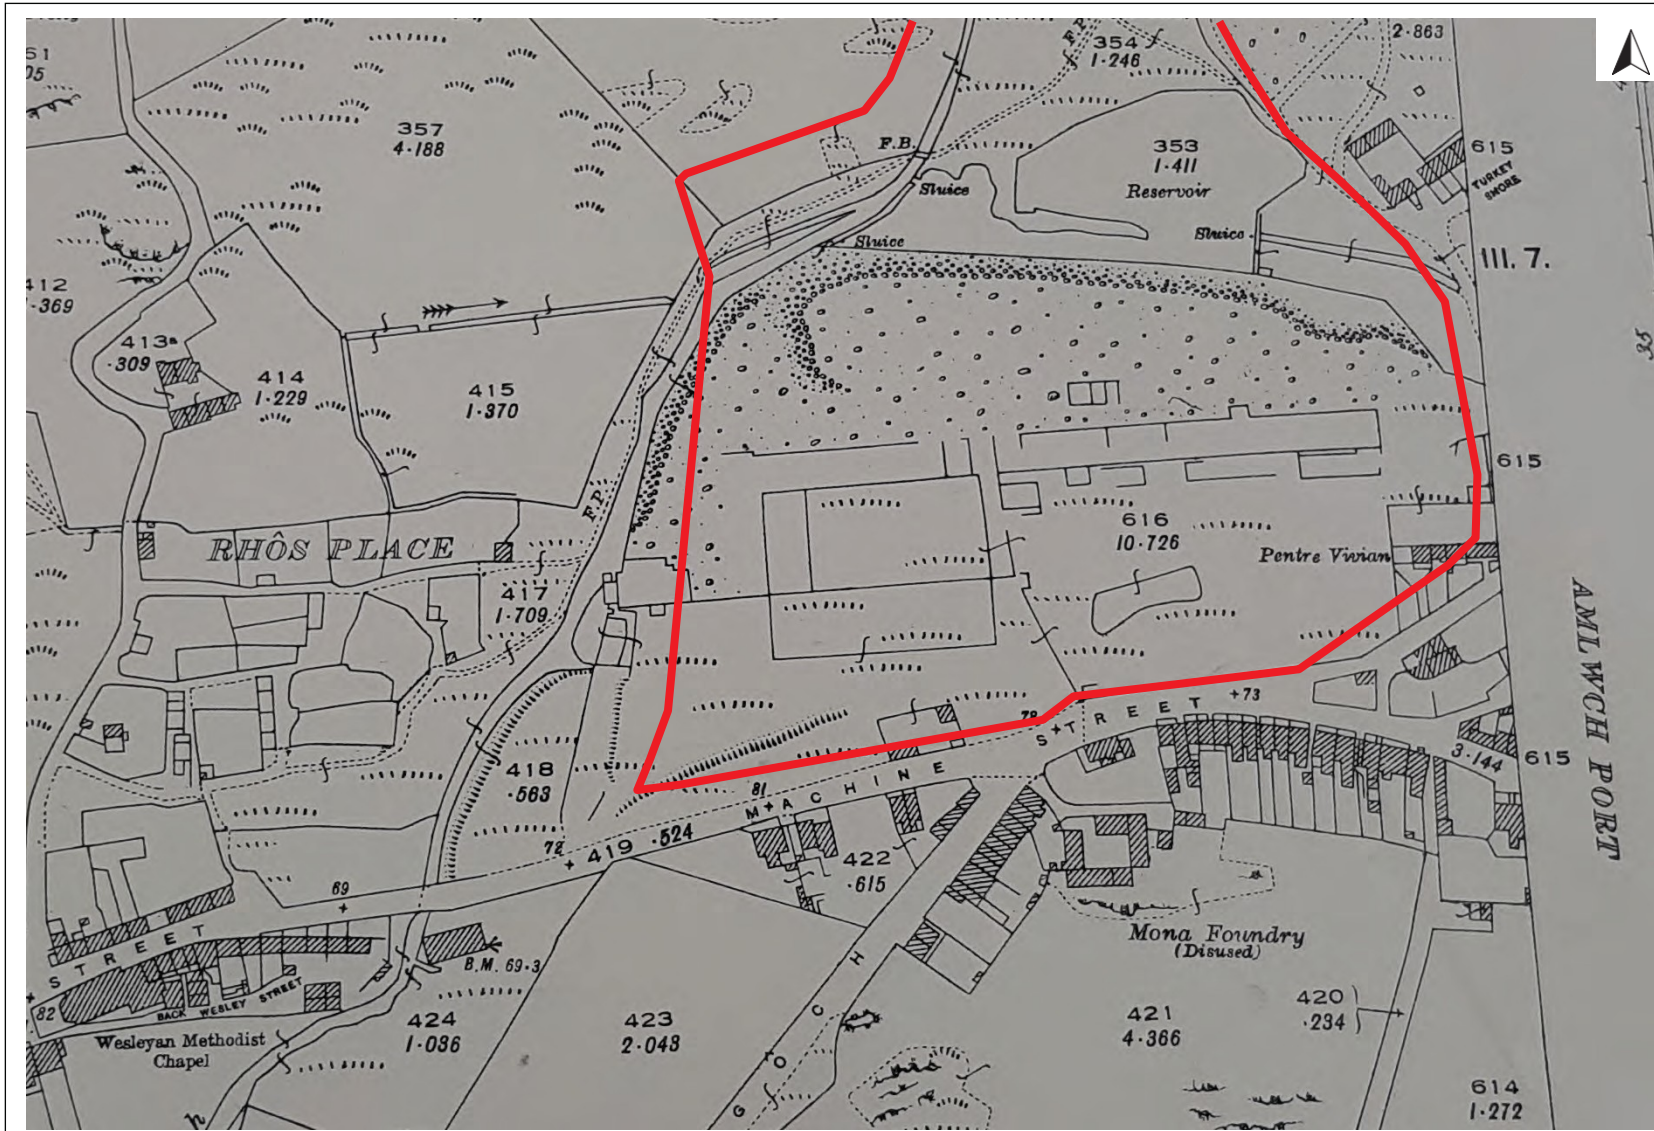 51
05
357
4·188
F.P.
354
1·246
2·863
F.B.
353
1·411
Reservoir
615
TURKEY
SHORE
Sluice
Sluice
Sluice
III. 7.
412
·369
413ª
·309
414
1·229
415
1·370
35
615
RHÔS PLACE
F.P.
616
10·726
Pentre Vivian
417
1·709
AMLWCH PORT
418
·563
+73
78
MACHINE STREET
81
3·144
615
72
419 ·524
422
·615
69
STREET
82
BACK WESLEY STREET
B.M. 69·3
Wesleyan Methodist
Chapel
Mona Foundry
(Disused)
424
1·036
423
2·043
GOCH
421
4·366
420
·234
614
1·272